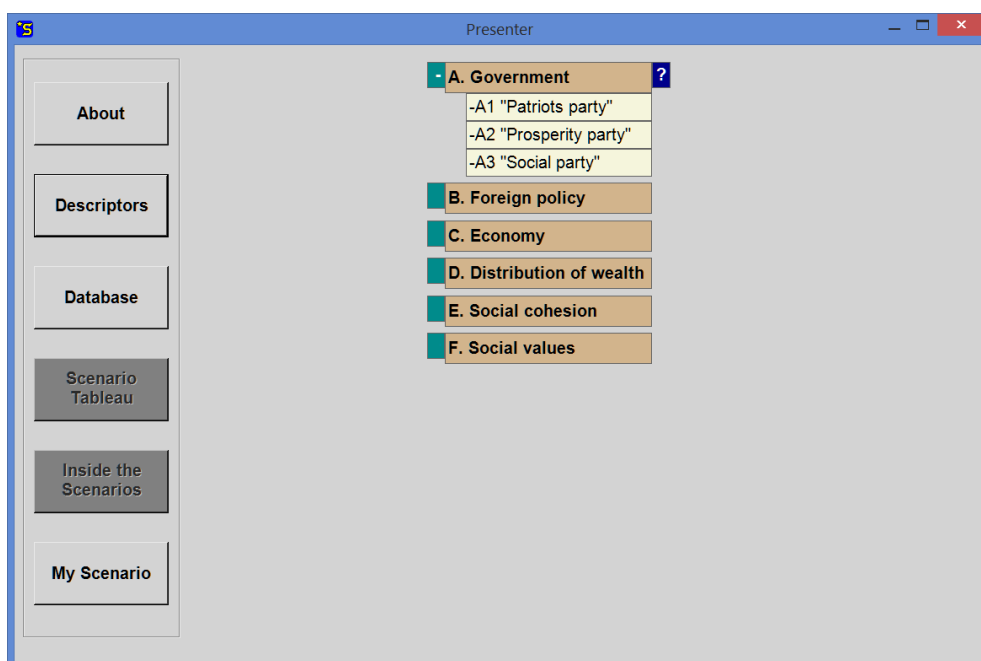 Presenter
About
Descriptors
Database
Scenario
Tableau
Inside the
Scenarios
My Scenario
- A. Government ?
-A1 "Patriots party"
-A2 "Prosperity party"
-A3 "Social party"
B. Foreign policy
C. Economy
D. Distribution of wealth
E. Social cohesion
F. Social values